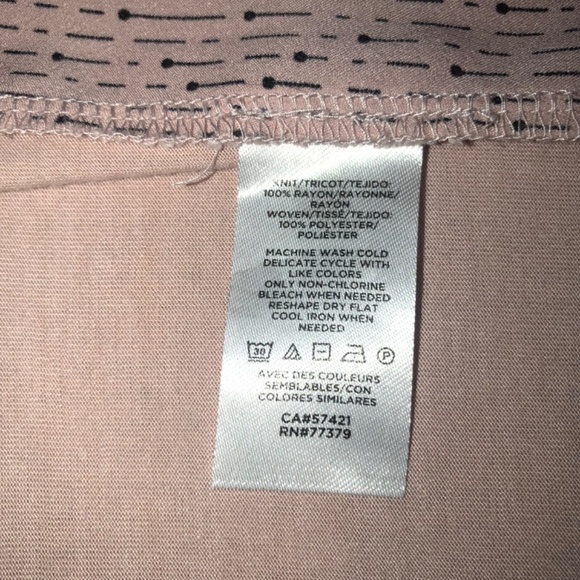 KNIT/TRICOT/TEJIDO:
100% RAYON/RAYONNE/
RAYÓN
WOVEN/TISSÉ/TEJIDO:
100% POLYESTER/
POLIÉSTER
MACHINE WASH COLD
DELICATE CYCLE WITH
LIKE COLORS
ONLY NON-CHLORINE
BLEACH WHEN NEEDED
RESHAPE DRY FLAT
COOL IRON WHEN
NEEDED
30 P
AVEC DES COULEURS
SEMBLABLES/CON
COLORES SIMILARES
CA#57421
RN#77379